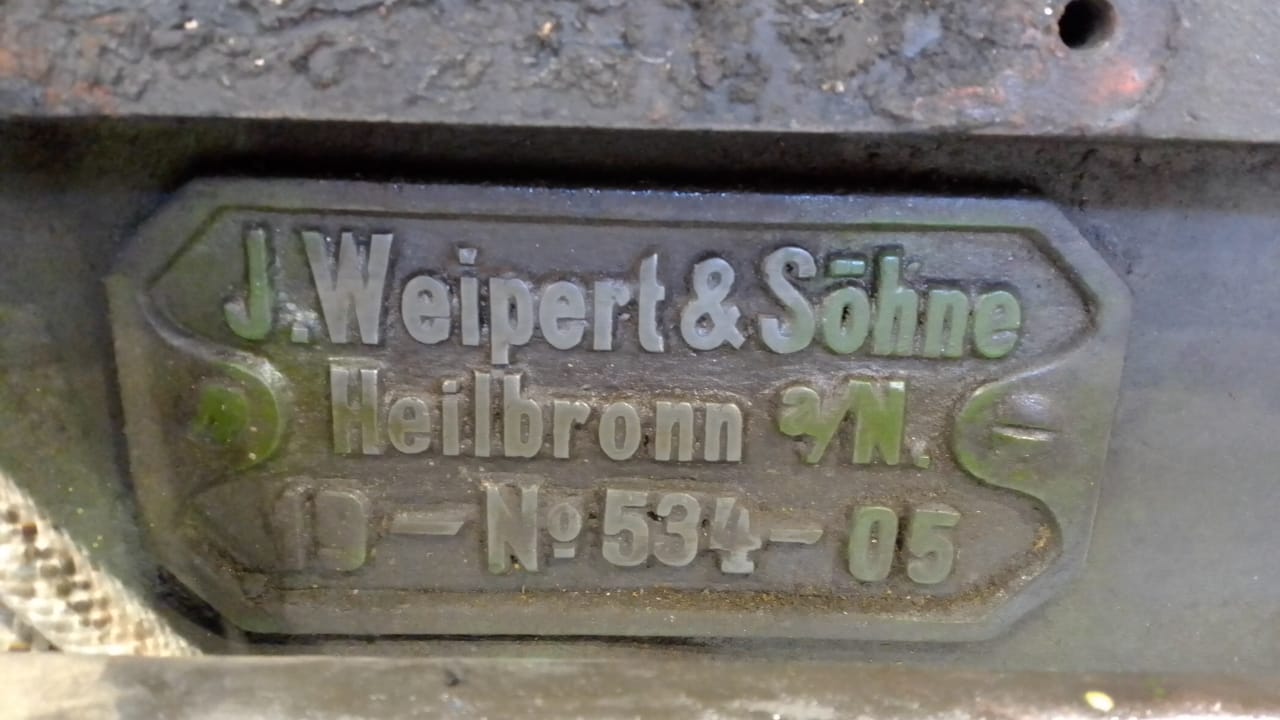 J. Weipert & Söhne
Heilbronn a/N.
19 — No 534 — 05